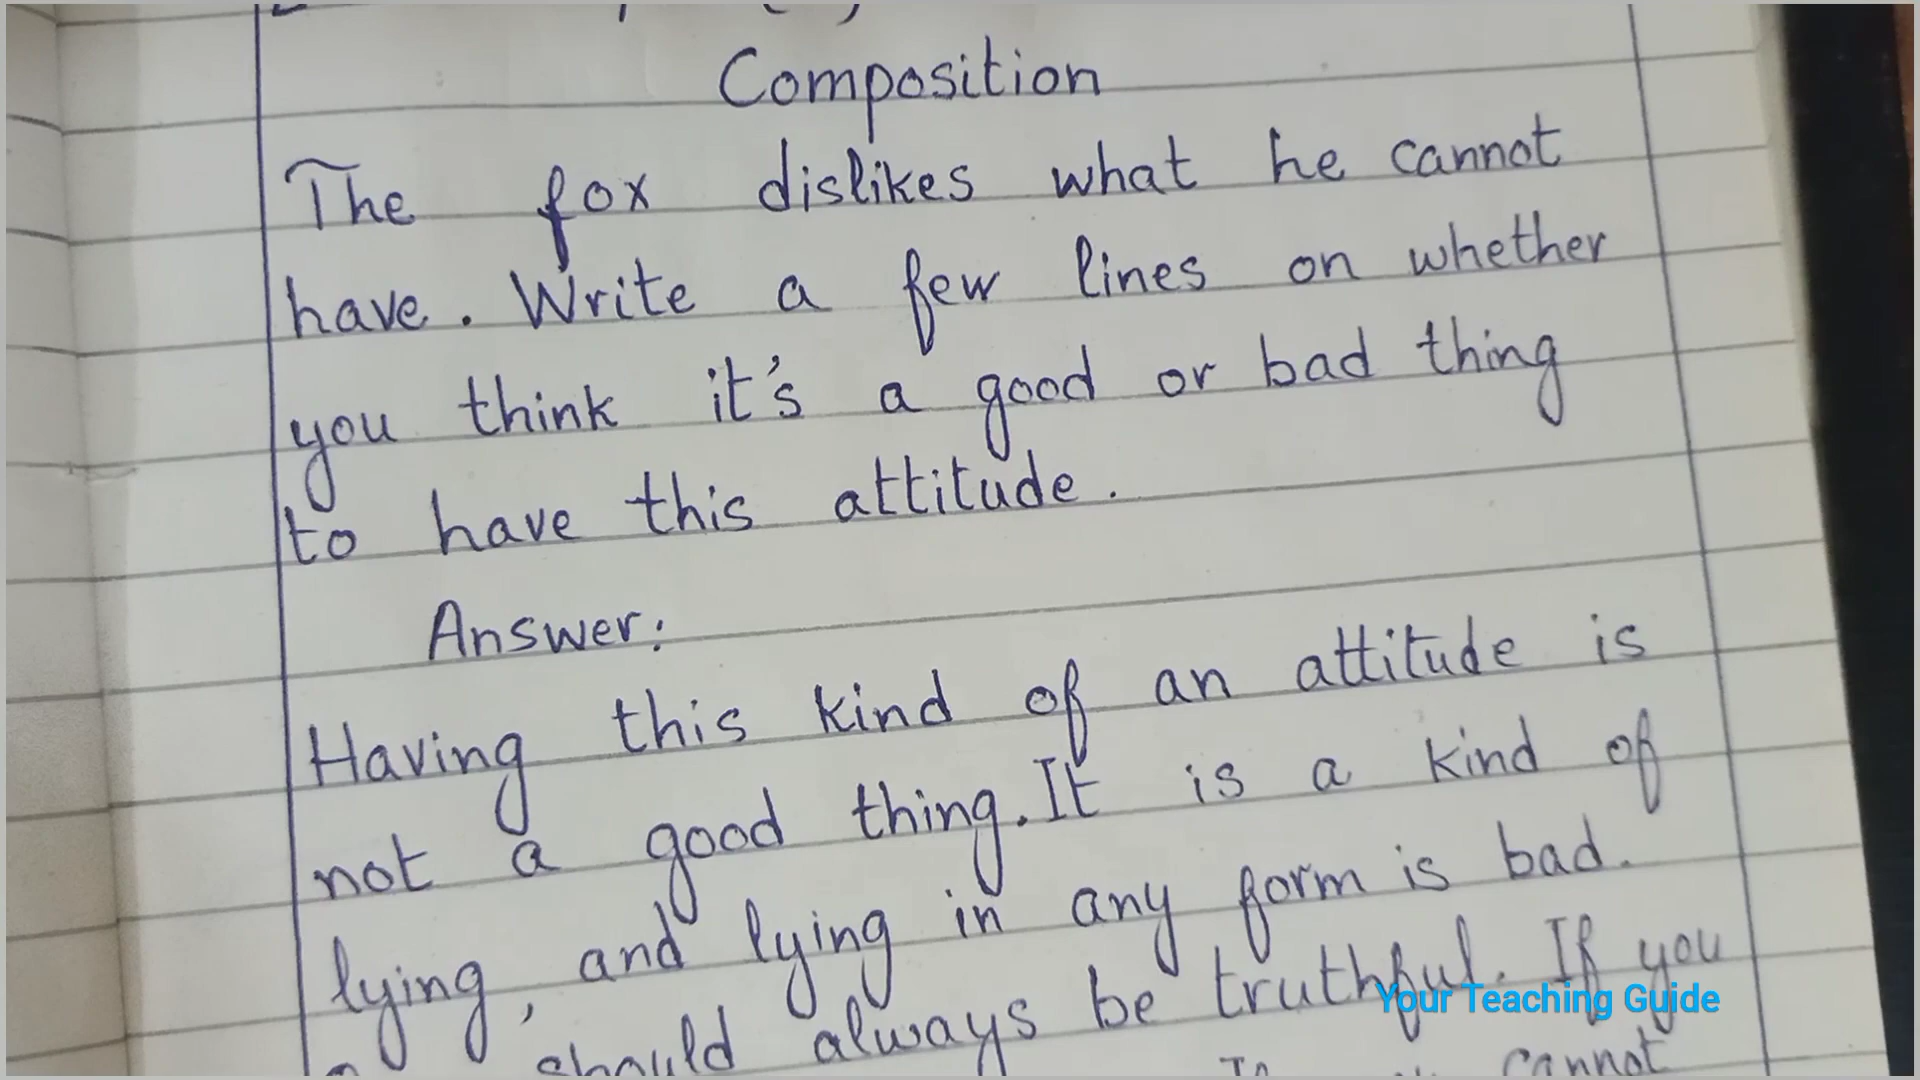 Composition
The fox dislikes what he cannot
have. Write a few lines on whether
you think it's a good or bad thing
to have this attitude.
Answer:
Having this kind of an attitude is
not a good thing. It is a kind of
lying, and lying in any form is bad.
should always be truthful. If you
cannot
Your Teaching Guide